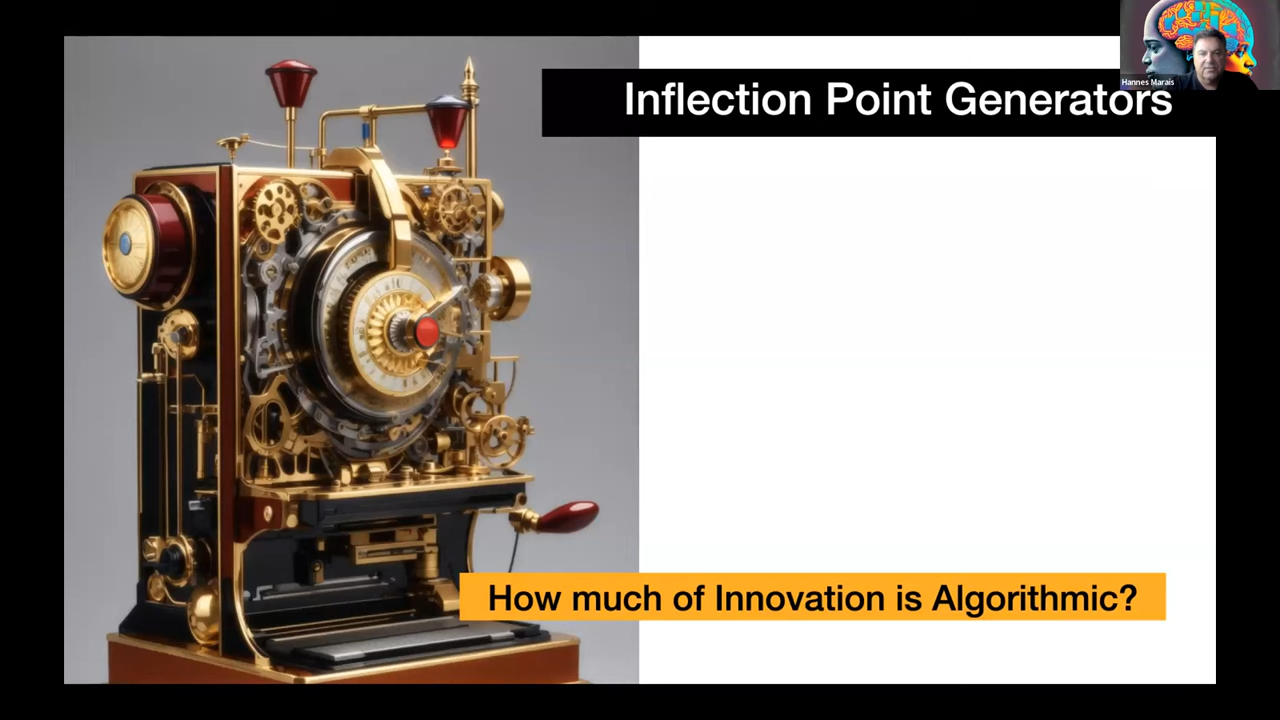 Hannes Marais
Inflection Point Generators
How much of Innovation is Algorithmic?